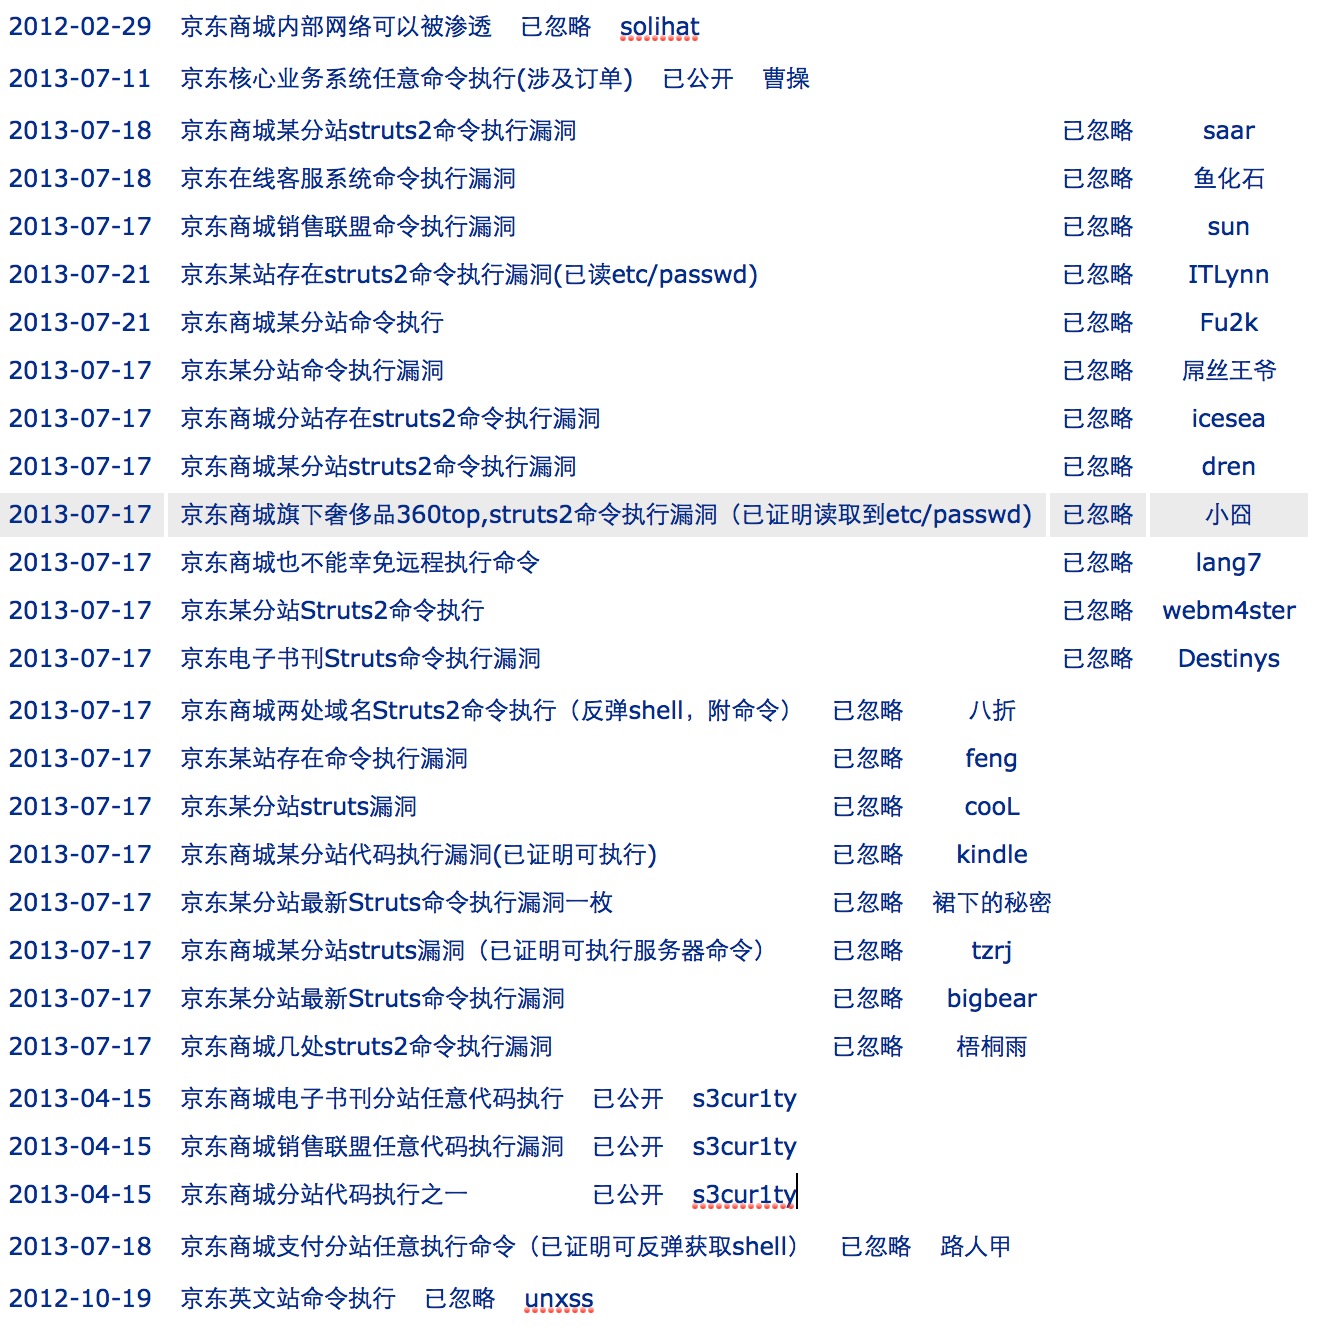 2012-02-29 京东商城内部网络可以被渗透 已忽略 solihat
2013-07-11 京东核心业务系统任意命令执行(涉及订单) 已公开 曹操
2013-07-18 京东商城某分站struts2命令执行漏洞 已忽略 saar
2013-07-18 京东在线客服系统命令执行漏洞 已忽略 鱼化石
2013-07-17 京东商城销售联盟命令执行漏洞 已忽略 sun
2013-07-21 京东某站存在struts2命令执行漏洞(已读etc/passwd) 已忽略 ITLynn
2013-07-21 京东商城某分站命令执行 已忽略 Fu2k
2013-07-17 京东某分站命令执行漏洞 已忽略 屌丝王爷
2013-07-17 京东商城分站存在struts2命令执行漏洞 已忽略 icesea
2013-07-17 京东商城某分站struts2命令执行漏洞 已忽略 dren
2013-07-17 京东商城旗下奢侈品360top,struts2命令执行漏洞（已证明读取到etc/passwd) 已忽略 小囧
2013-07-17 京东商城也不能幸免远程执行命令 已忽略 lang7
2013-07-17 京东某分站Struts2命令执行 已忽略 webm4ster
2013-07-17 京东电子书刊Struts命令执行漏洞 已忽略 Destinys
2013-07-17 京东商城两处域名Struts2命令执行（反弹shell，附命令） 已忽略 八折
2013-07-17 京东某站存在命令执行漏洞 已忽略 feng
2013-07-17 京东某分站struts漏洞 已忽略 cooL
2013-07-17 京东商城某分站代码执行漏洞(已证明可执行) 已忽略 kindle
2013-07-17 京东某分站最新Struts命令执行漏洞一枚 已忽略 裙下的秘密
2013-07-17 京东商城某分站struts漏洞（已证明可执行服务器命令） 已忽略 tzrj
2013-07-17 京东某分站最新Struts命令执行漏洞 已忽略 bigbear
2013-07-17 京东商城几处struts2命令执行漏洞 已忽略 梧桐雨
2013-04-15 京东商城电子书刊分站任意代码执行 已公开 s3cur1ty
2013-04-15 京东商城销售联盟任意代码执行漏洞 已公开 s3cur1ty
2013-04-15 京东商城分站代码执行之一 已公开 s3cur1ty
2013-07-18 京东商城支付分站任意执行命令（已证明可反弹获取shell） 已忽略 路人甲
2012-10-19 京东英文站命令执行 已忽略 unxss